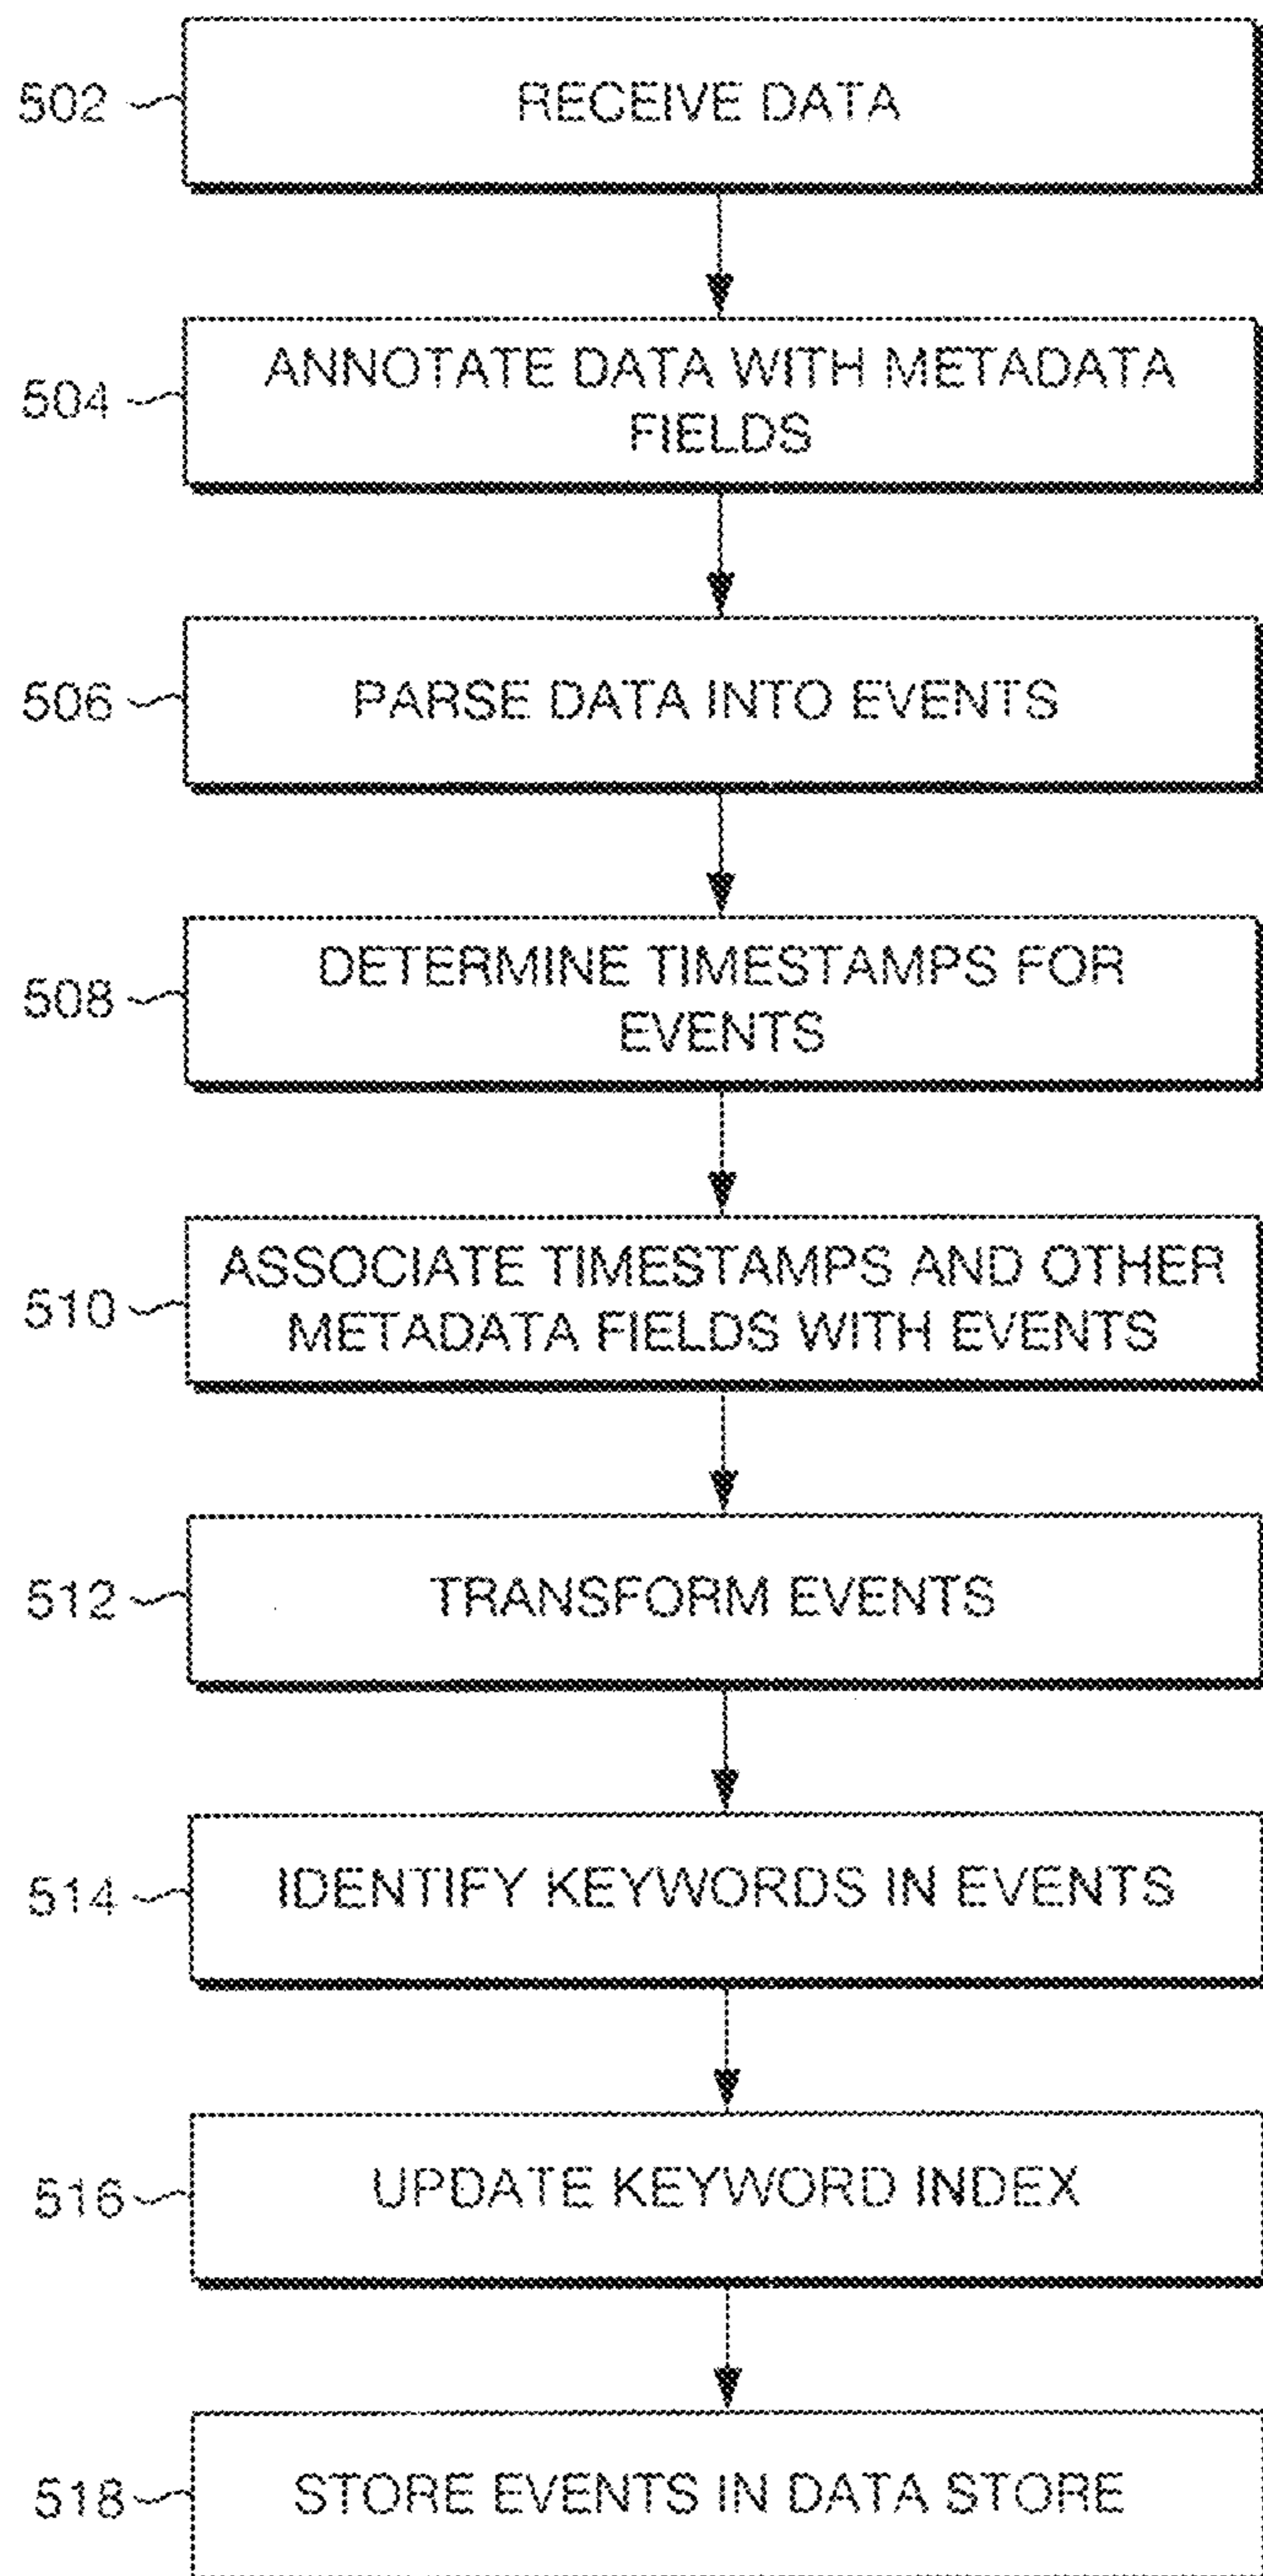 502
RECEIVE DATA
504
ANNOTATE DATA WITH METADATA
FIELDS
506
PARSE DATA INTO EVENTS
508
DETERMINE TIMESTAMPS FOR
EVENTS
510
ASSOCIATE TIMESTAMPS AND OTHER
METADATA FIELDS WITH EVENTS
512
TRANSFORM EVENTS
514
IDENTIFY KEYWORDS IN EVENTS
516
UPDATE KEYWORD INDEX
518
STORE EVENTS IN DATA STORE